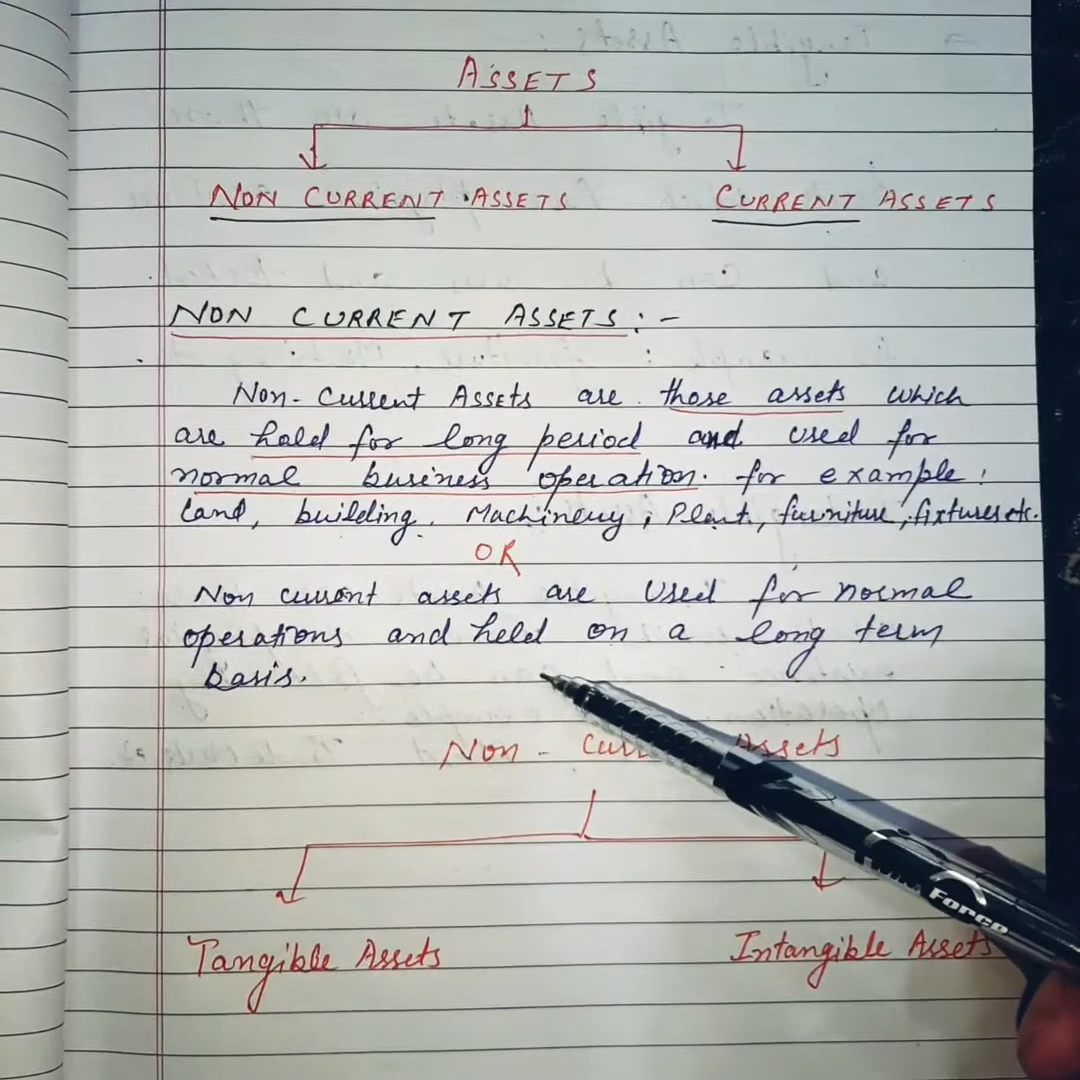 ASSETS
NON CURRENT ASSETS CURRENT ASSETS
NON CURRENT ASSETS :-
Non-Current Assets are those assets which
are hold for long period and used for
normal business operation. for example:
Land, building, Machinery, Plant, furniture, fixtures etc.
OR
Non current assets are Used for normal
operations and held on a long term
basis.
Non - Assets
Tangible Assets Intangible Assets
Force